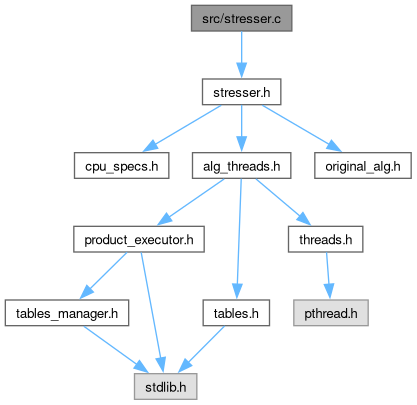 src/stresser.c
stresser.h
cpu_specs.h
alg_threads.h
original_alg.h
product_executor.h
threads.h
tables_manager.h
tables.h
pthread.h
stdlib.h